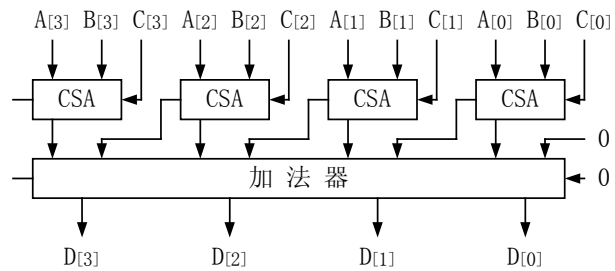 A[3] B[3] C[3] A[2] B[2] C[2] A[1] B[1] C[1] A[0] B[0] C[0]
CSA CSA CSA CSA
0
加法器 0
D[3] D[2] D[1] D[0]